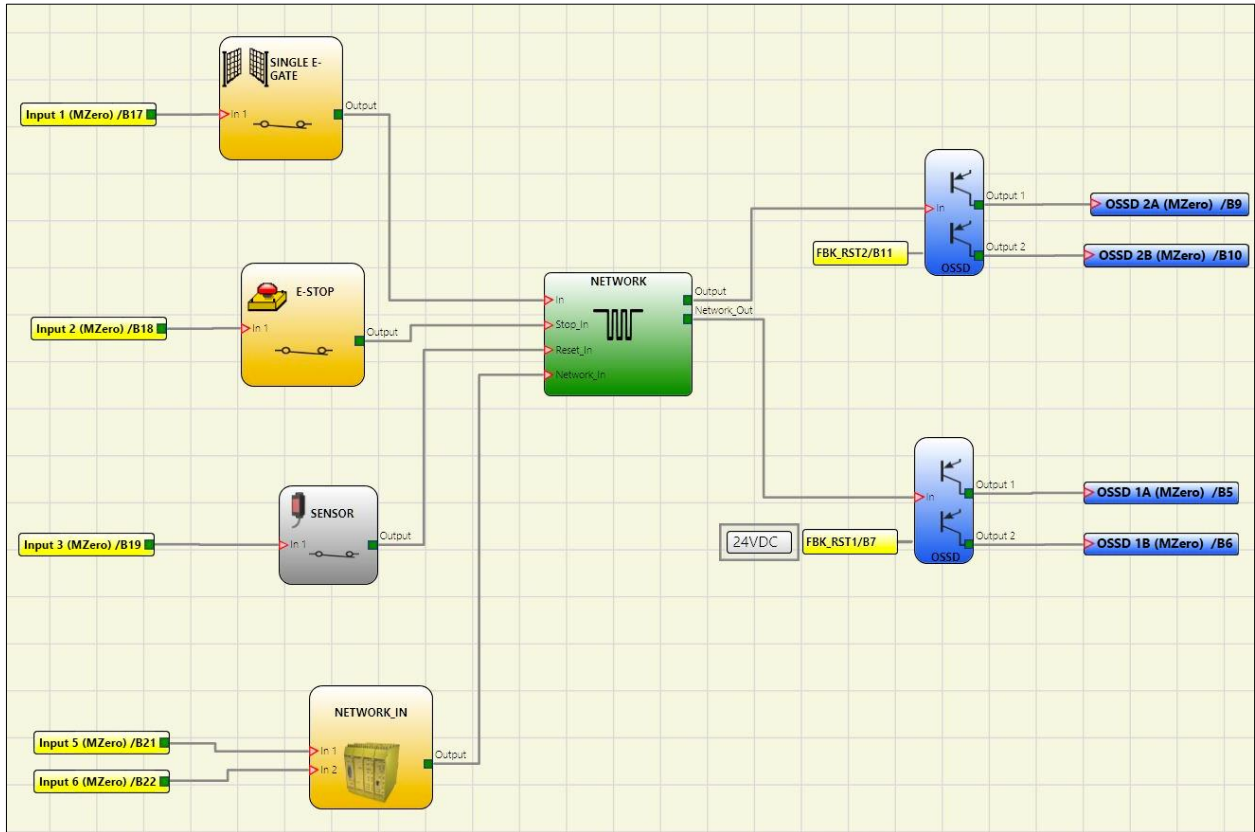 SINGLE E-
GATE
Input 1 (MZero) /B17
In 1
Output
E-STOP
Input 2 (MZero) /B18
In 1
Output
SENSOR
Input 3 (MZero) /B19
In 1
Output
NETWORK_IN
Input 5 (MZero) /B21
In 1
Input 6 (MZero) /B22
In 2
Output
NETWORK
In
Stop_In
Reset_In
Network_In
Output
Network_Out
In
Output 1
Output 2
FBK_RST2/B11
OSSD
OSSD 2A (MZero) /B9
OSSD 2B (MZero) /B10
In
Output 1
Output 2
24VDC
FBK_RST1/B7
OSSD
OSSD 1A (MZero) /B5
OSSD 1B (MZero) /B6